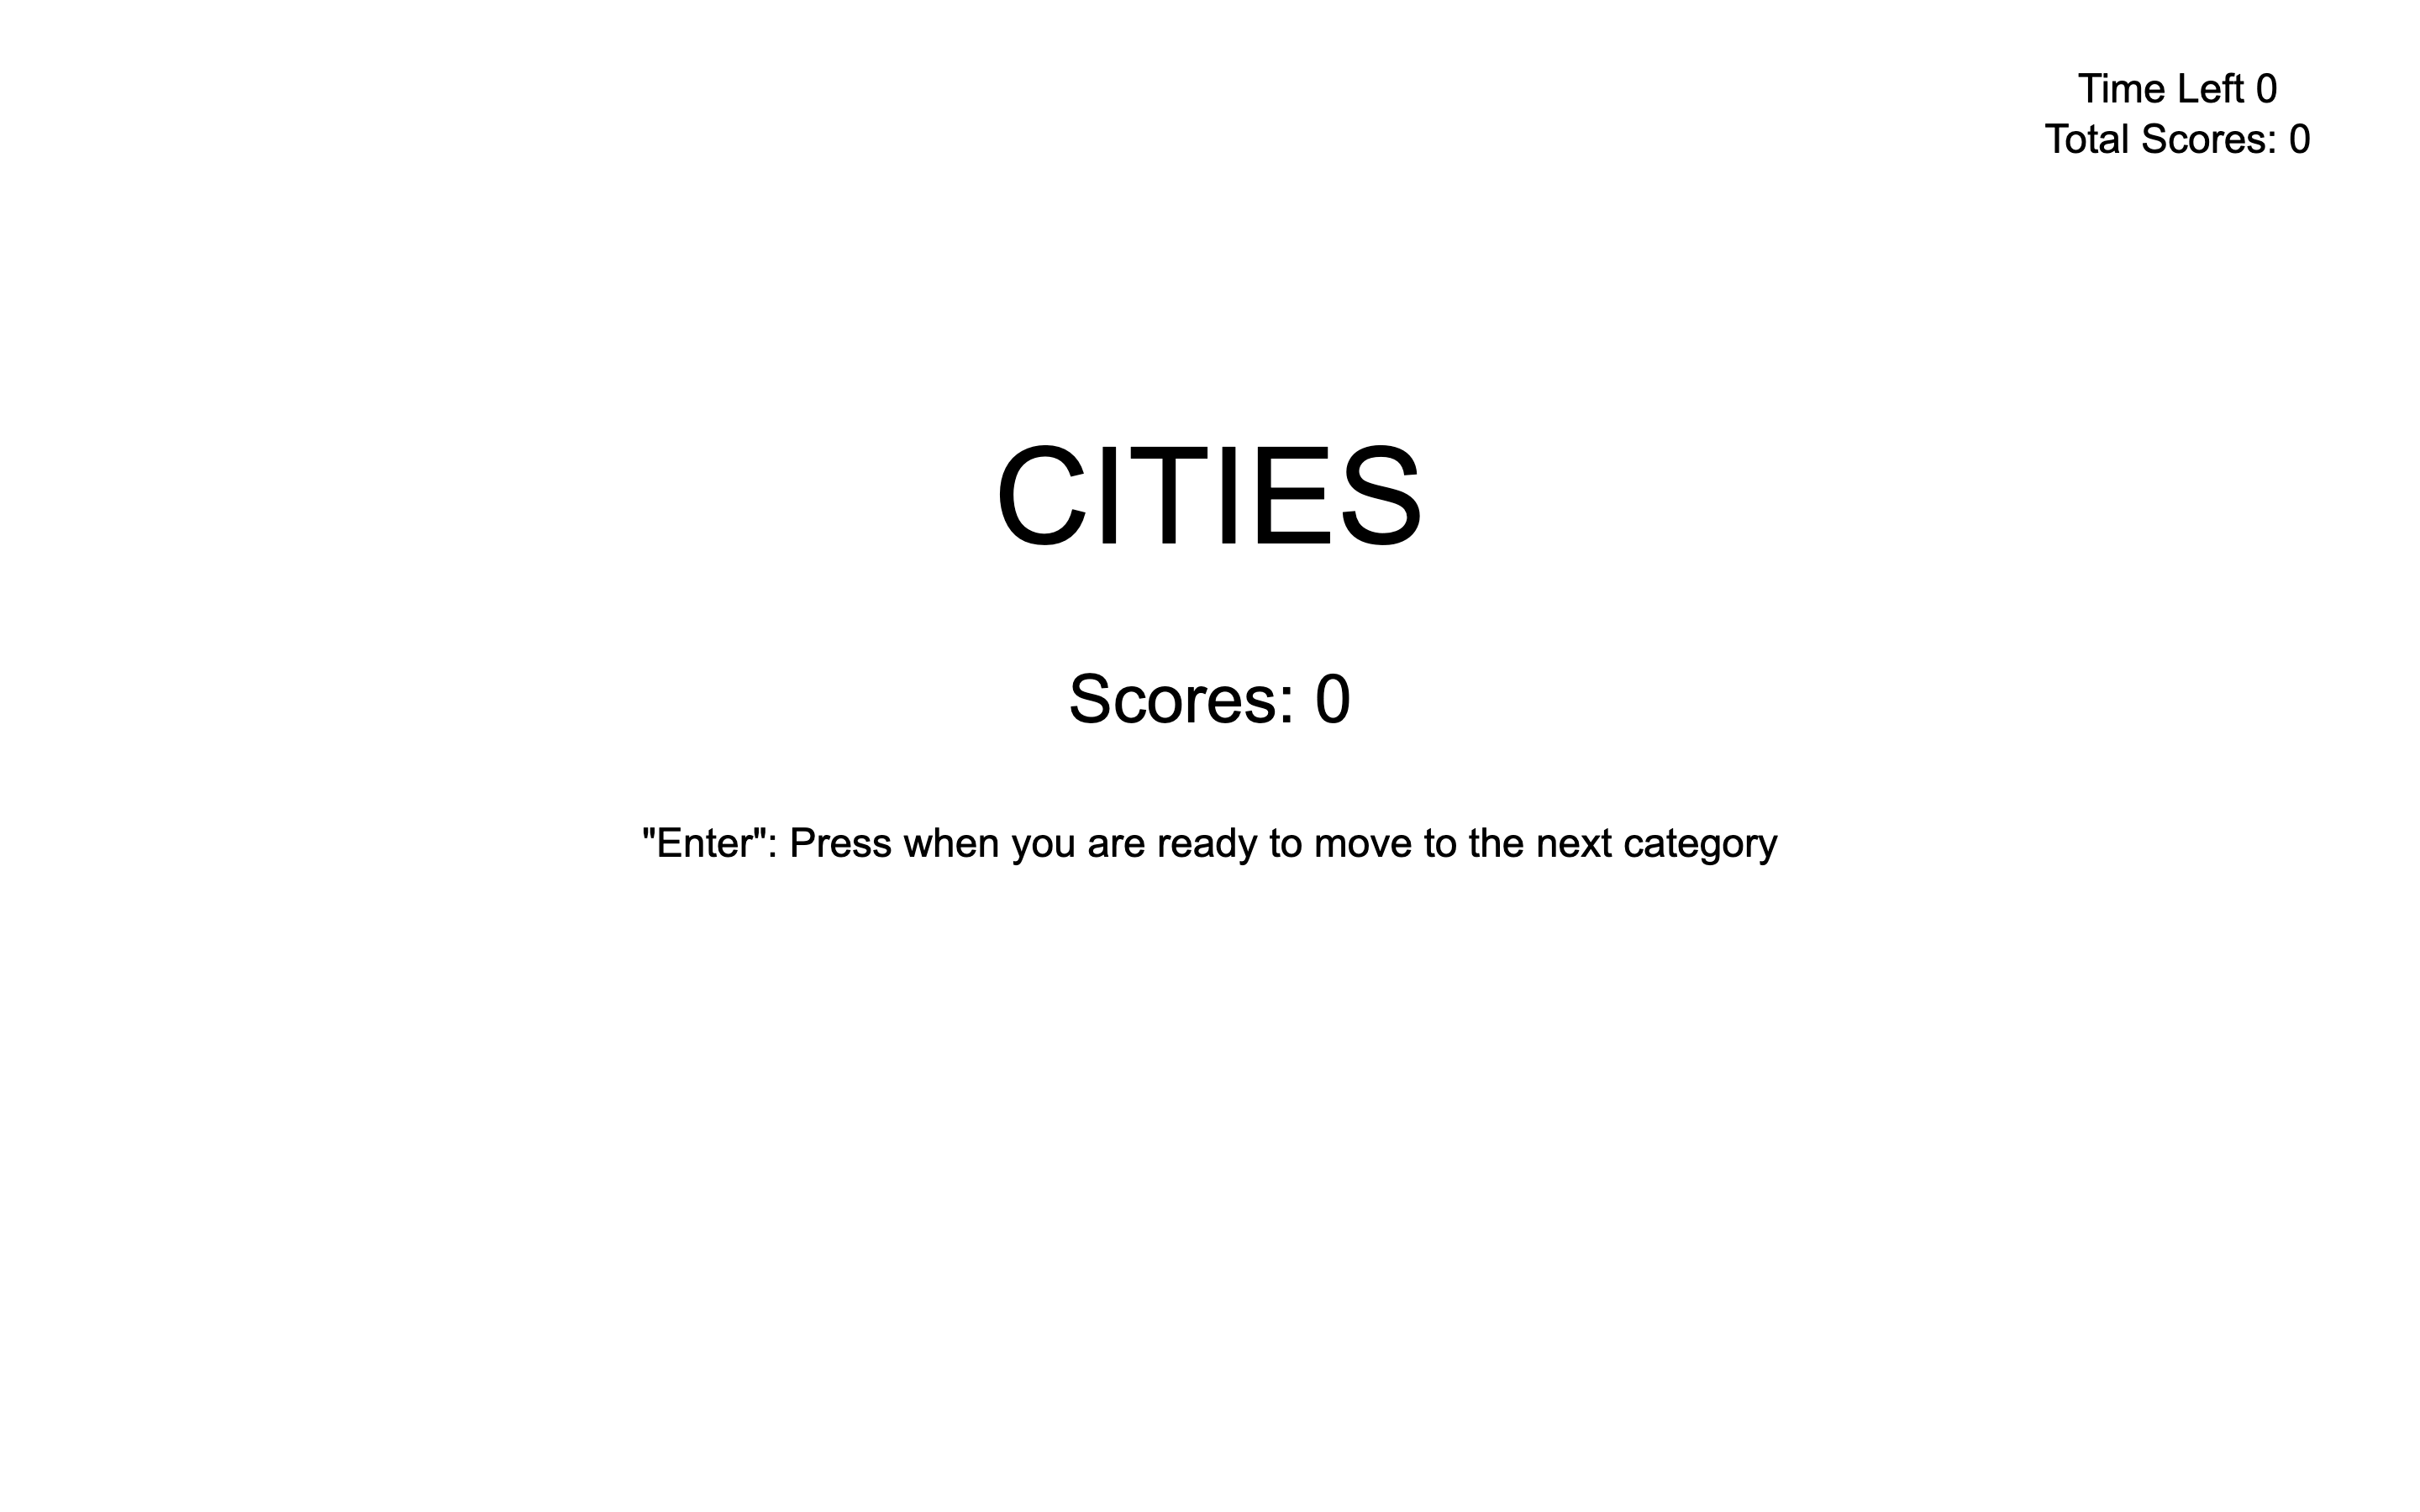 Time Left 0
Total Scores: 0
CITIES
Scores: 0
"Enter": Press when you are ready to move to the next category